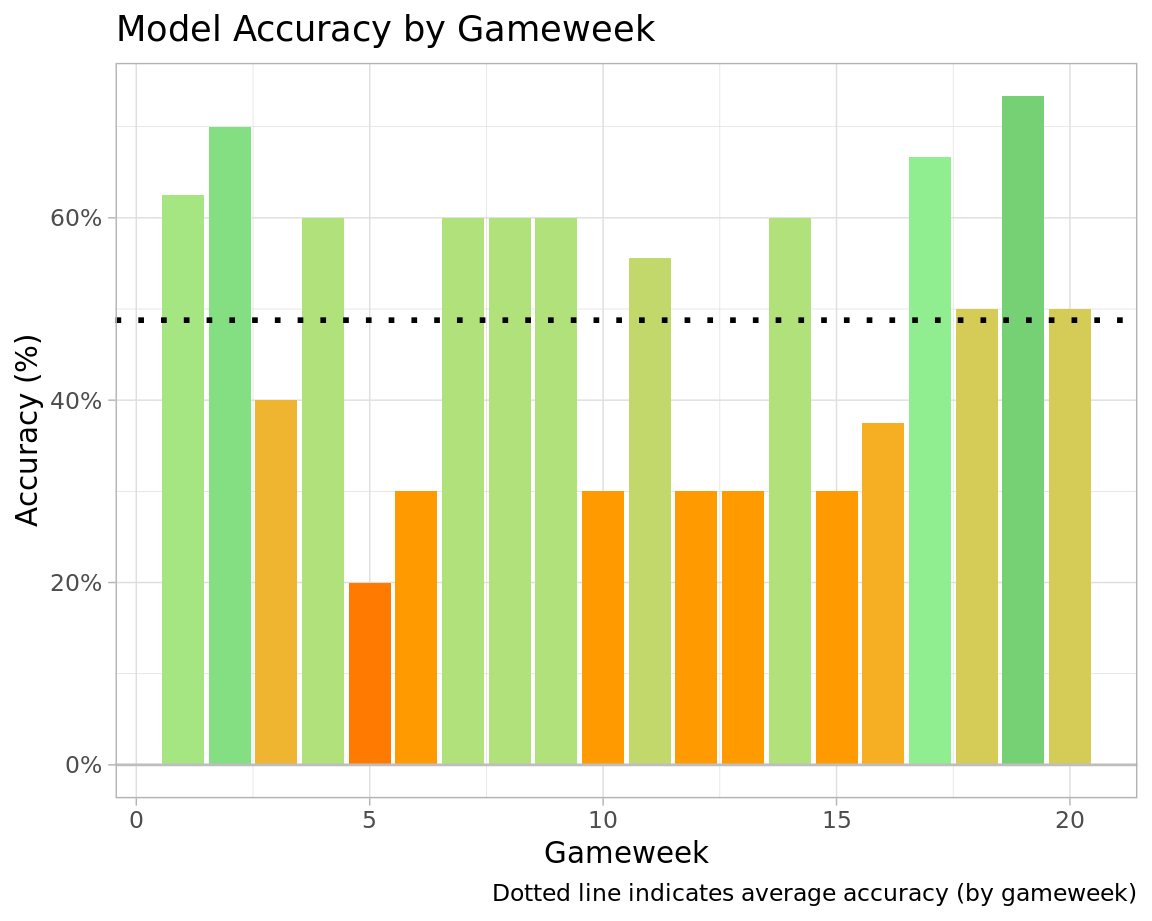 Model Accuracy by Gameweek
Accuracy (%)
60%
40%
20%
0%
0 5 10 15 20
Gameweek
Dotted line indicates average accuracy (by gameweek)